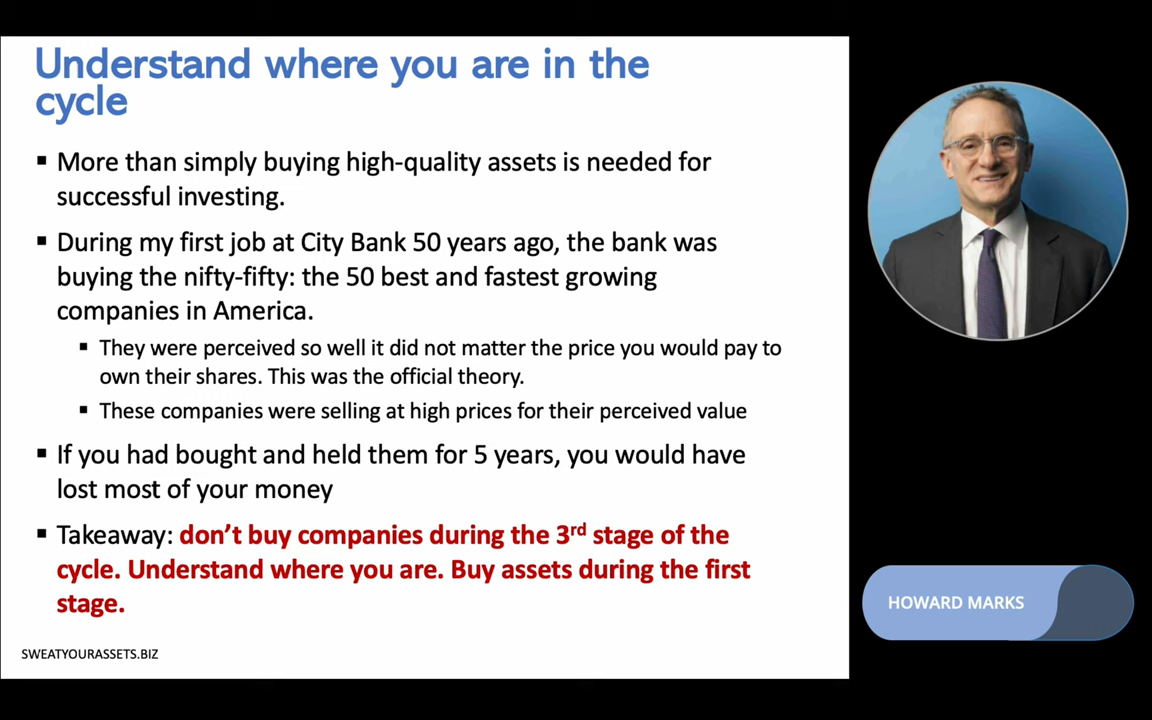 Understand where you are in the
cycle
▪ More than simply buying high-quality assets is needed for
successful investing.
▪ During my first job at City Bank 50 years ago, the bank was
buying the nifty-fifty: the 50 best and fastest growing
companies in America.
▪ They were perceived so well it did not matter the price you would pay to
own their shares. This was the official theory.
▪ These companies were selling at high prices for their perceived value
▪ If you had bought and held them for 5 years, you would have
lost most of your money
▪ Takeaway: don’t buy companies during the 3rd stage of the
cycle. Understand where you are. Buy assets during the first
stage.
SWEATYOURASSETS.BIZ
HOWARD MARKS